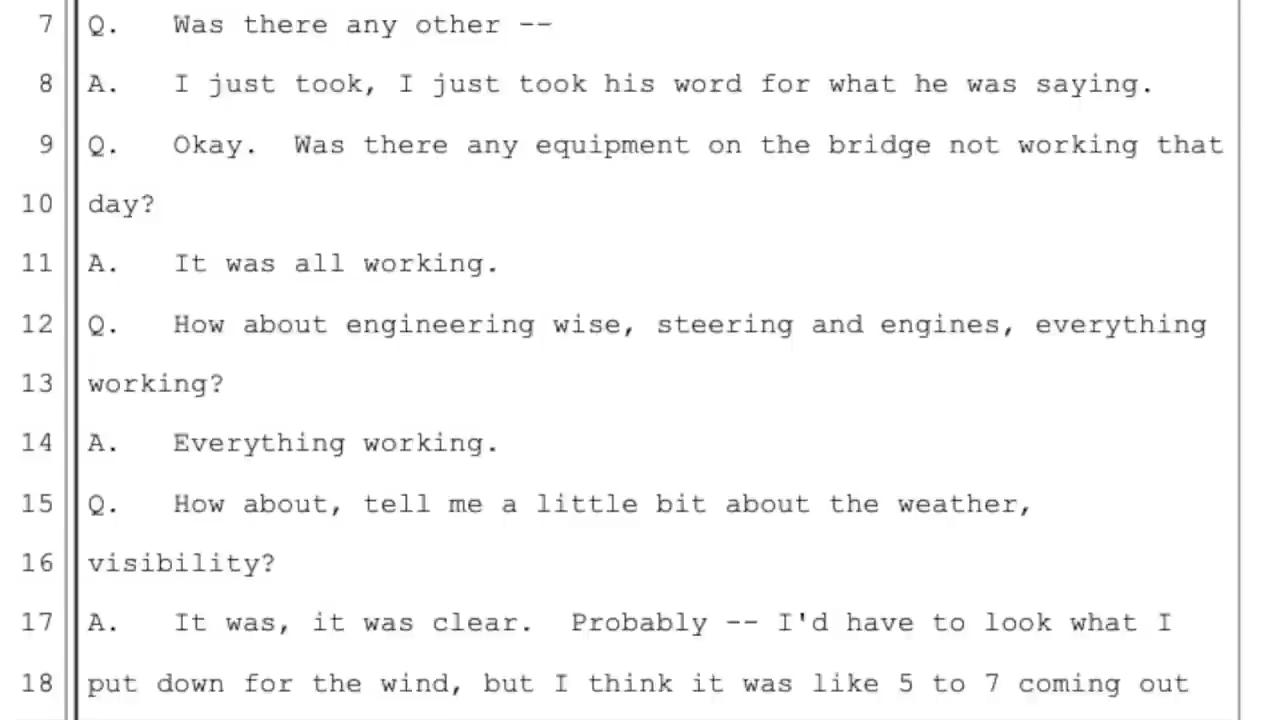 7 Q. Was there any other --
8 A. I just took, I just took his word for what he was saying.
9 Q. Okay. Was there any equipment on the bridge not working that
10 day?
11 A. It was all working.
12 Q. How about engineering wise, steering and engines, everything
13 working?
14 A. Everything working.
15 Q. How about, tell me a little bit about the weather,
16 visibility?
17 A. It was, it was clear. Probably -- I'd have to look what I
18 put down for the wind, but I think it was like 5 to 7 coming out